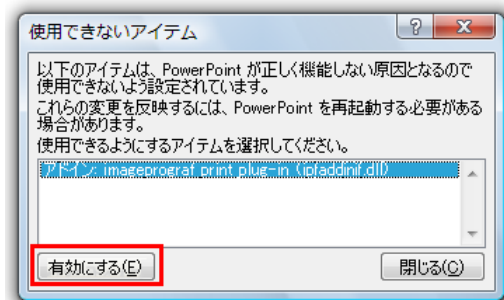 使用できないアイテム
以下のアイテムは、PowerPoint が正しく機能しない原因となるので
使用できないよう設定されています。
これらの変更を反映するには、PowerPoint を再起動する必要がある
場合があります。
使用できるようにするアイテムを選択してください。
アドイン: imageprograf print plug-in (ipfaddinif.dll)
有効にする(E)
閉じる(C)